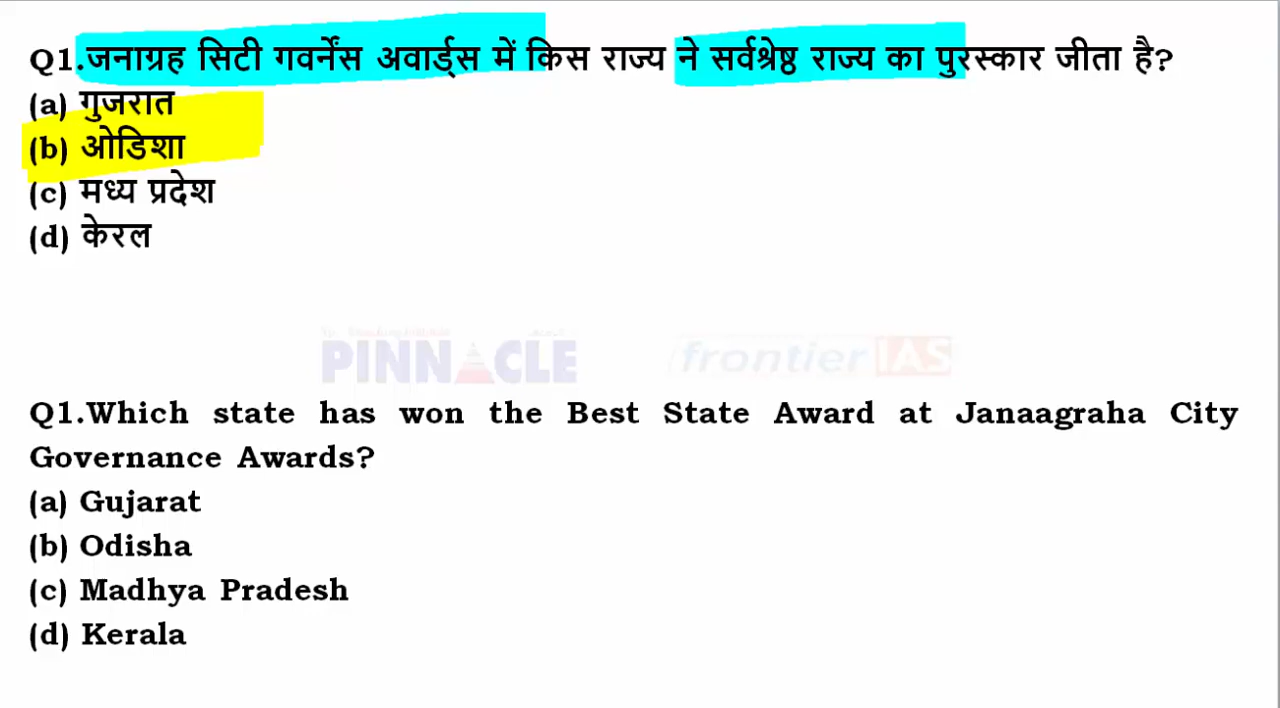 Q1.जनाग्रह सिटी गवर्नेंस अवार्ड्स में किस राज्य ने सर्वश्रेष्ठ राज्य का पुरस्कार जीता है?
(a) गुजरात
(b) ओडिशा
(c) मध्य प्रदेश
(d) केरल
PINNACLE frontier IAS
Q1.Which state has won the Best State Award at Janaagraha City
Governance Awards?
(a) Gujarat
(b) Odisha
(c) Madhya Pradesh
(d) Kerala